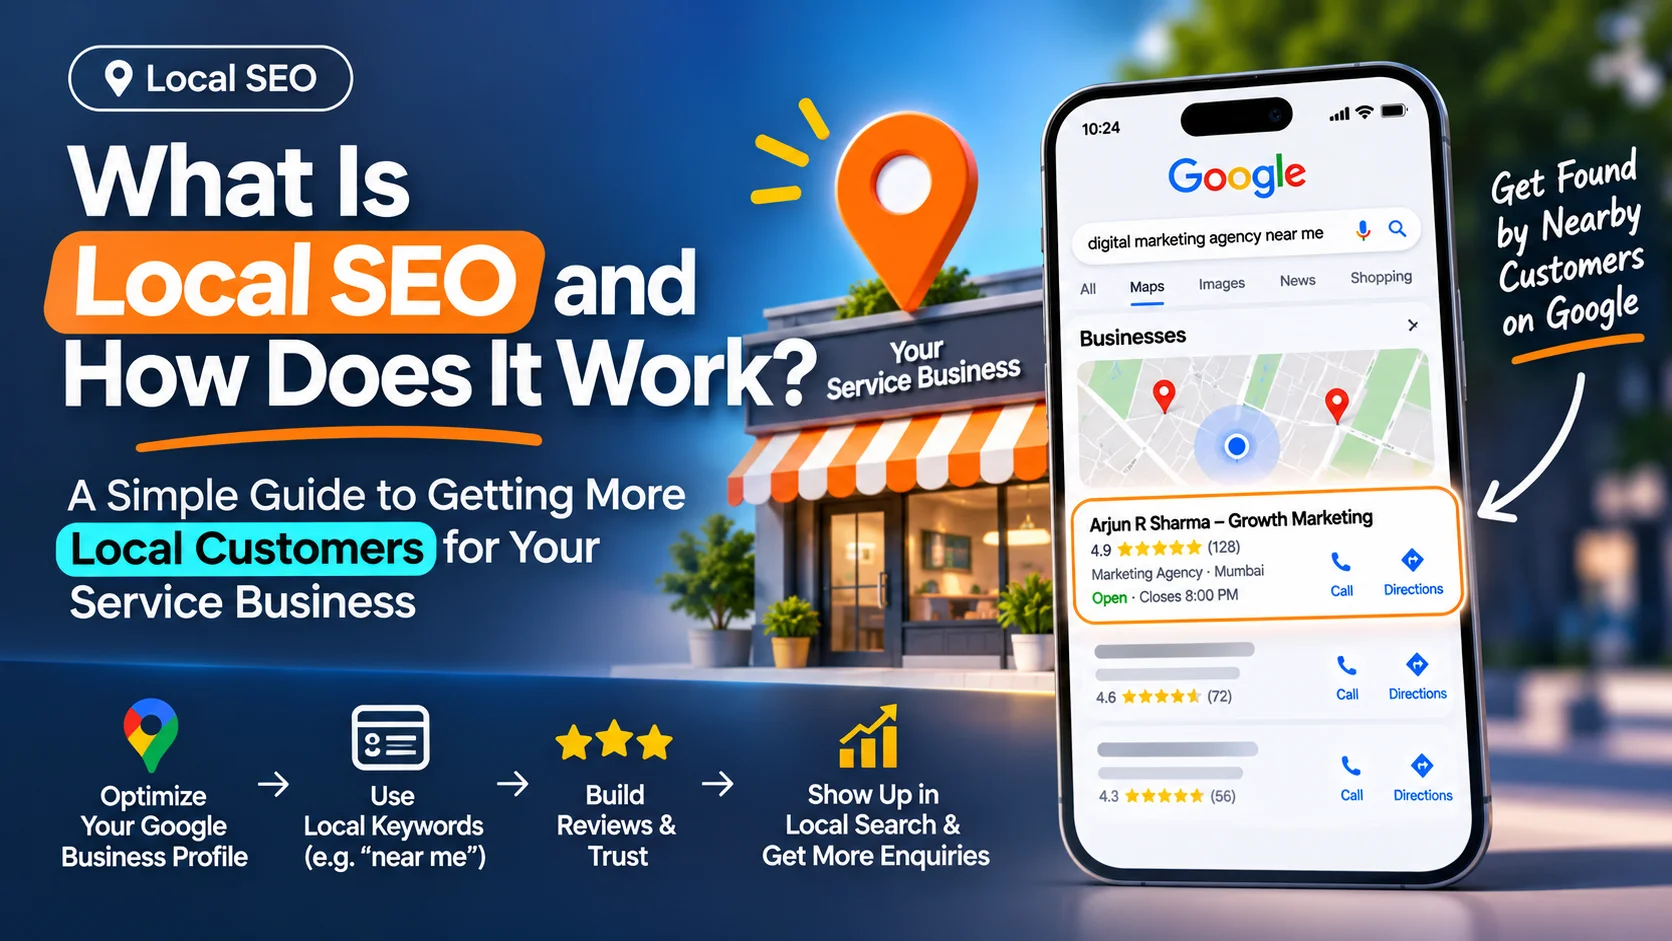 Local SEO
What Is
Local SEO and
How Does It Work?
A Simple Guide to Getting More
Local Customers for Your
Service Business
Optimize
Your Google
Business Profile
Use
Local Keywords
(e.g. “near me”)
Build
Reviews &
Trust
Show Up in
Local Search &
Get More Enquiries
Your
Service Business
10:24
Google
digital marketing agency near me
All Maps Images News Shopping
Businesses
Arjun R Sharma – Growth Marketing
4.9 (128)
Marketing Agency · Mumbai
Open · Closes 8:00 PM
Call Directions
4.6 (72)
Call Directions
4.3 (56)
Call Directions
Get Found
by Nearby
Customers
on Google